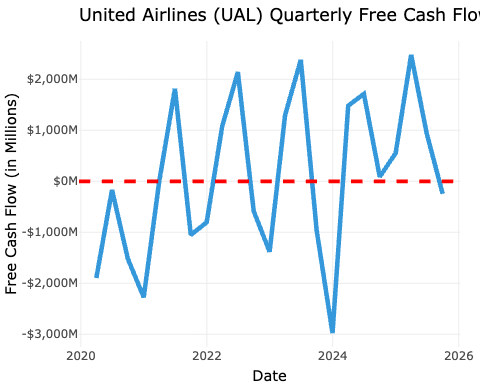 United Airlines (UAL) Quarterly Free Cash Flow
$2,000M
$1,000M
$0M
-$1,000M
-$2,000M
-$3,000M
Free Cash Flow (in Millions)
2020
2022
2024
2026
Date